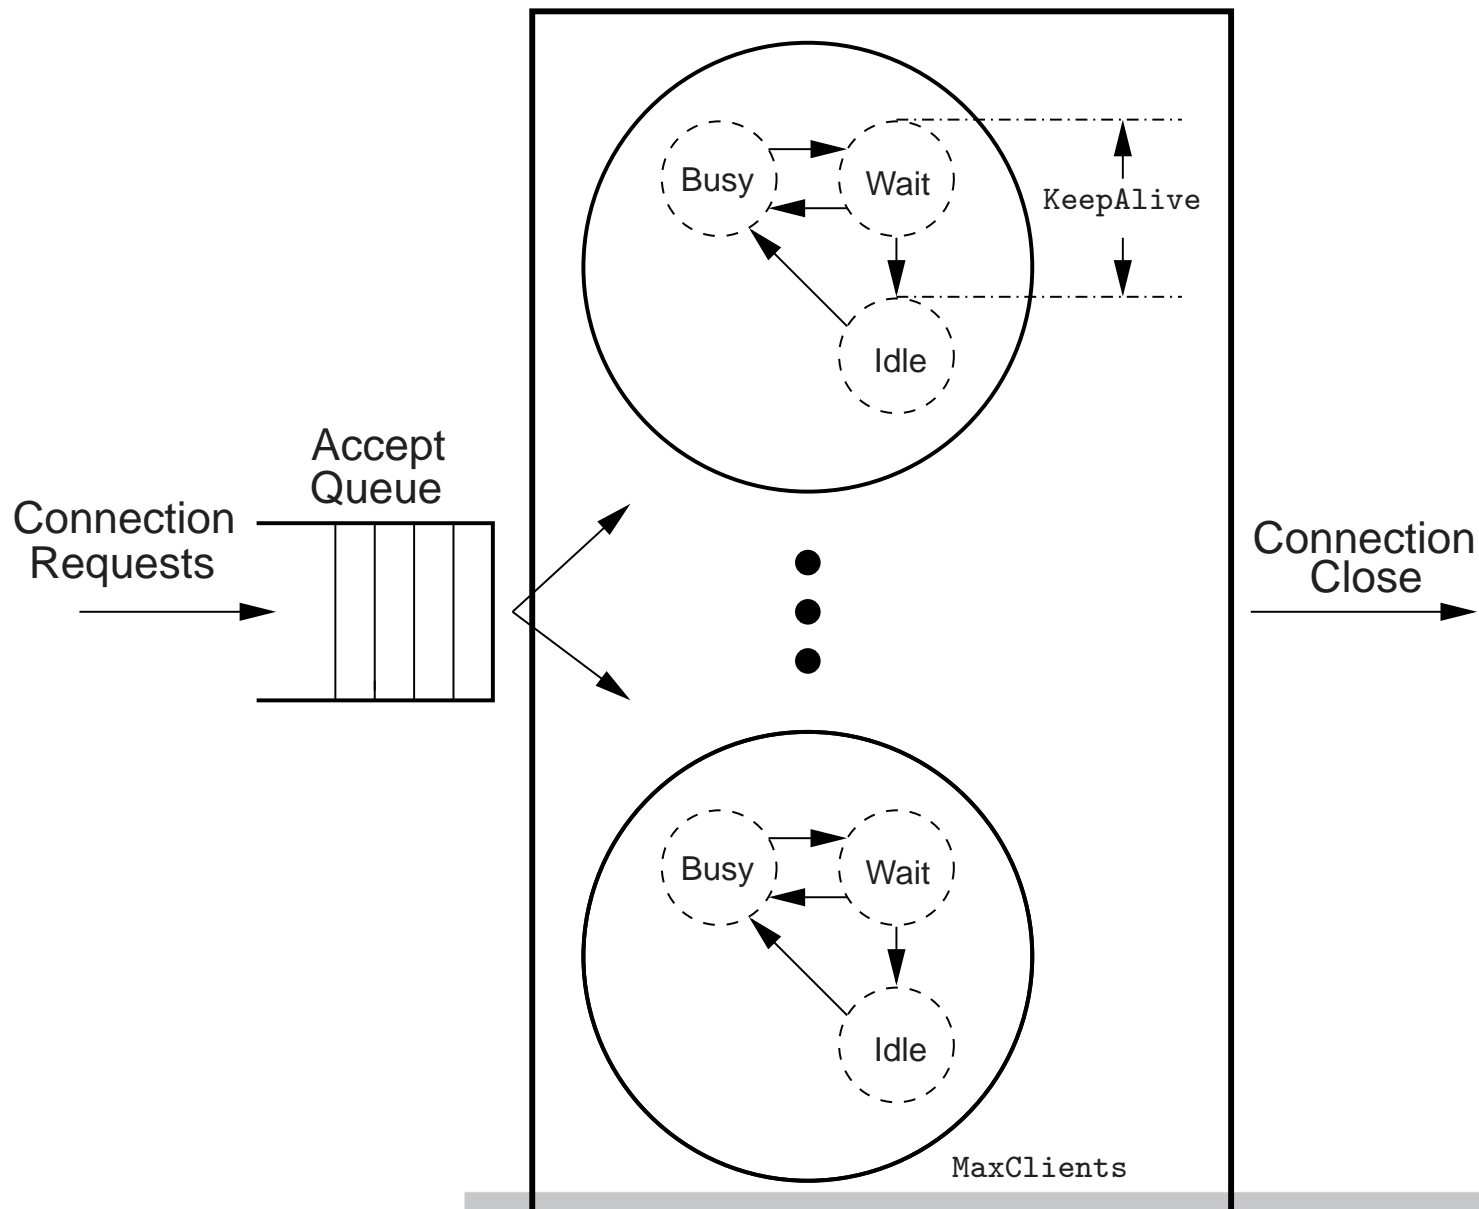 Busy
Wait
KeepAlive
Idle
Accept
Queue
Connection
Requests
Connection
Close
Busy
Wait
Idle
MaxClients